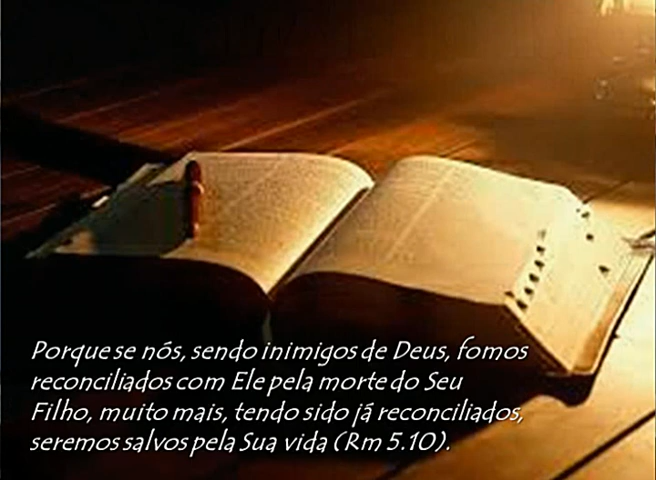 Porque se nós, sendo inimigos de Deus, fomos
reconciliados com Ele pela morte do Seu
Filho, muito mais, tendo sido já reconciliados,
seremos salvos pela Sua vida (Rm 5.10).